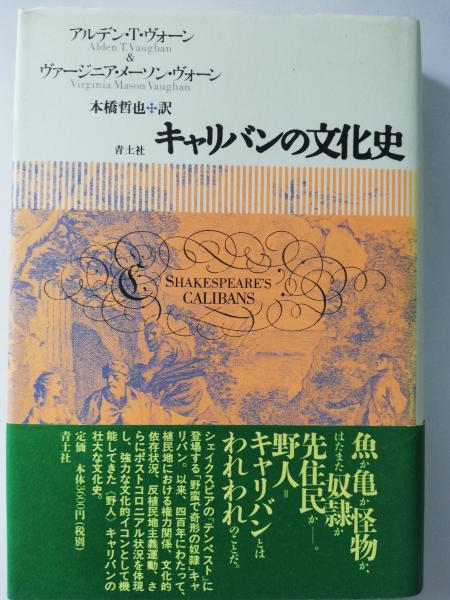 アルデン・T・ヴォーン
Alden T. Vaughan
&
ヴァージニア・メーソン・ヴォーン
Virginia Mason Vaughan
本橋哲也✣訳
青土社
キャリバンの文化史
SHAKESPEARE'S
CALIBANS
魚か亀か怪物か、
はたまた奴隷か
先住民か──。
野人＝
キャリバンとは
われわれのことだ。
シェイクスピアの『テンペスト』に
登場する「野蛮で奇形の奴隷」キャ
リバン。以来、四百年にわたって、
植民地における権力関係、文化的
依存状況、反植民地主義運動、さ
らにポストコロニアル状況を体現
し、強力な文化的イコンとして機
能してきた〈野人〉キャリバンの
壮大な文化史。
定価 本体3600円（税別）
青土社